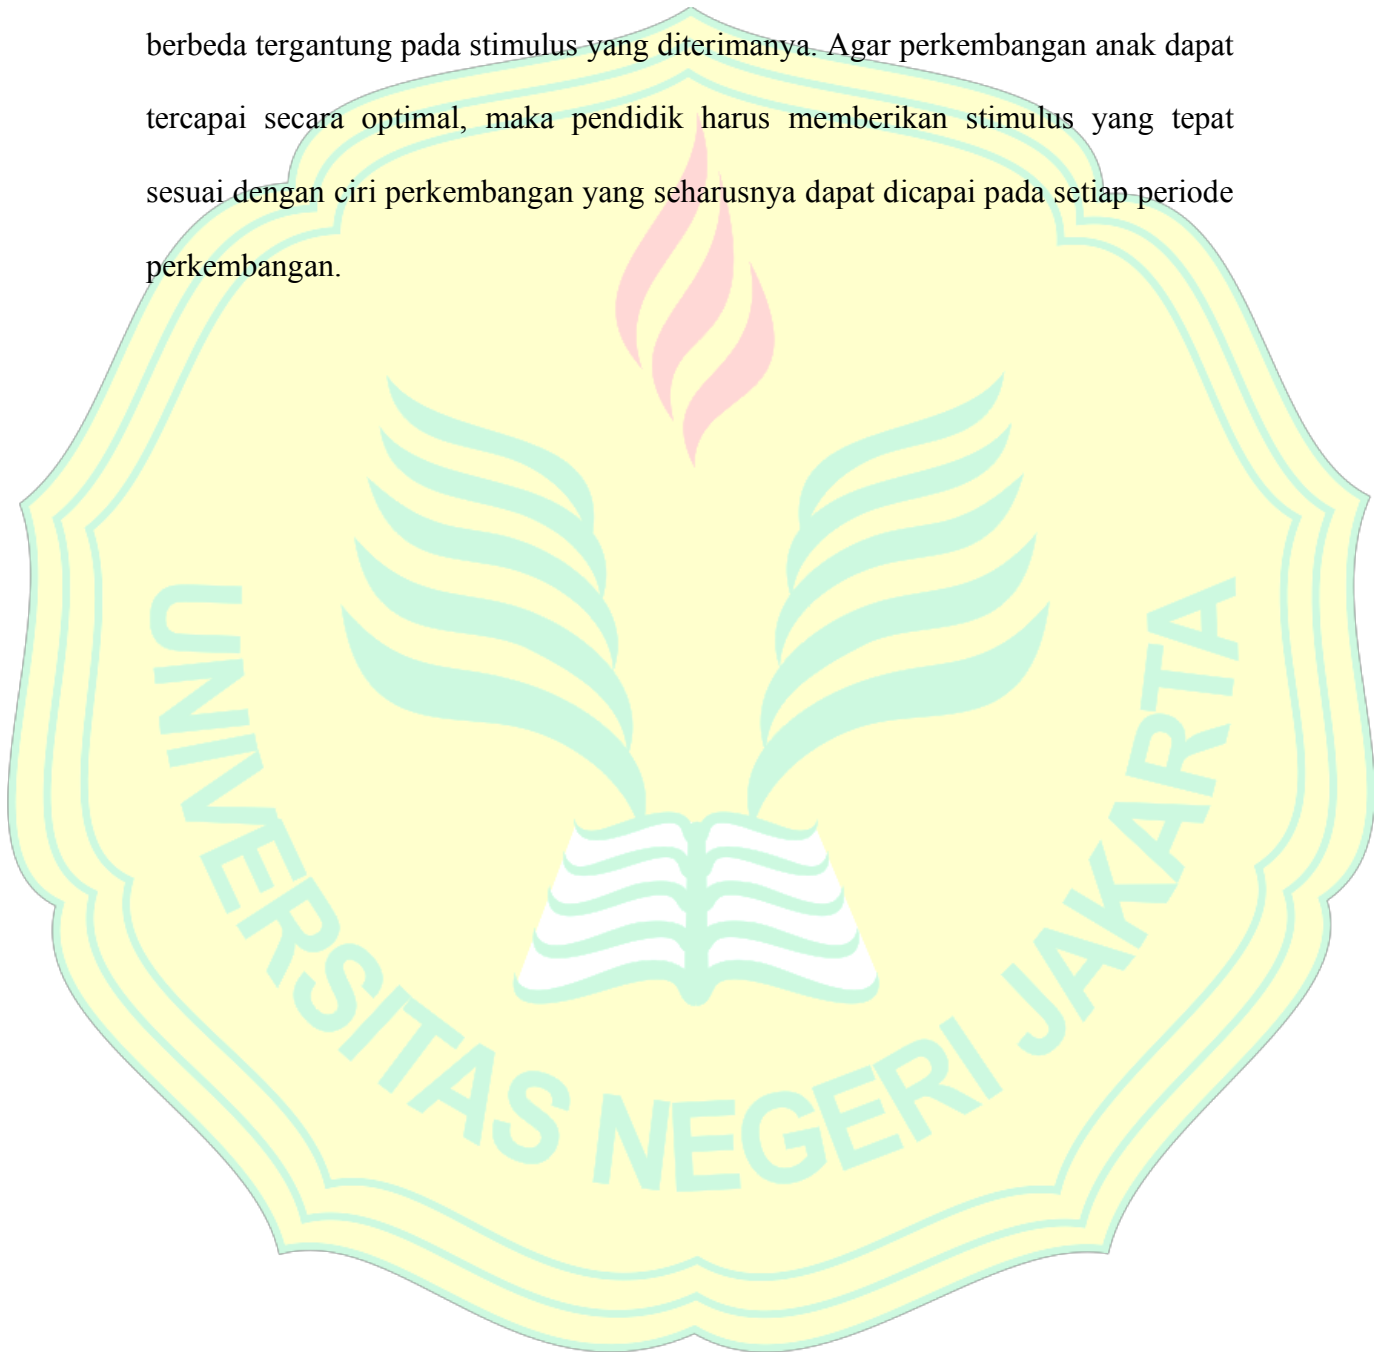 berbeda tergantung pada stimulus yang diterimanya. Agar perkembangan anak dapat
tercapai secara optimal, maka pendidik harus memberikan stimulus yang tepat
sesuai dengan ciri perkembangan yang seharusnya dapat dicapai pada setiap periode
perkembangan.
UNIVERSITAS NEGERI JAKARTA